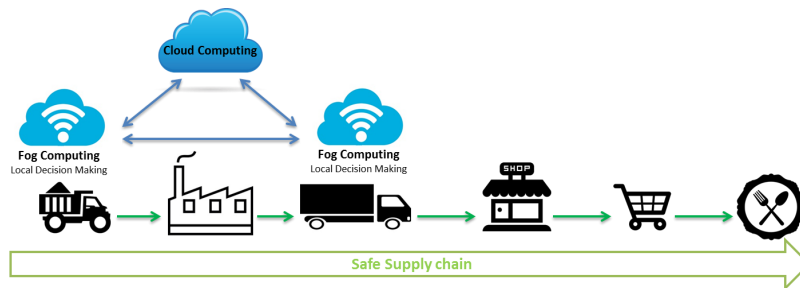 Cloud Computing
Fog Computing
Local Decision Making
Fog Computing
Local Decision Making
SHOP
Safe Supply chain